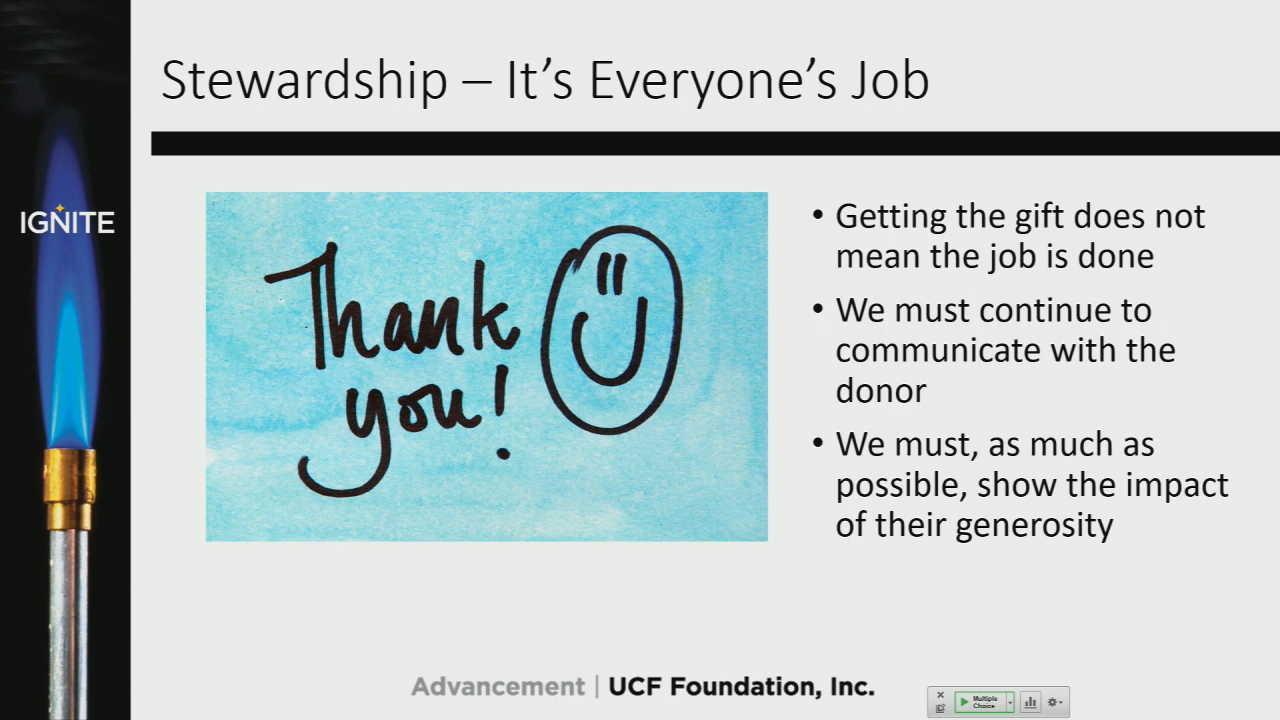 Stewardship – It's Everyone's Job
IGNITE
Thank
you!
• Getting the gift does not
mean the job is done
• We must continue to
communicate with the
donor
• We must, as much as
possible, show the impact
of their generosity
Advancement | UCF Foundation, Inc.
Multiple
Choice